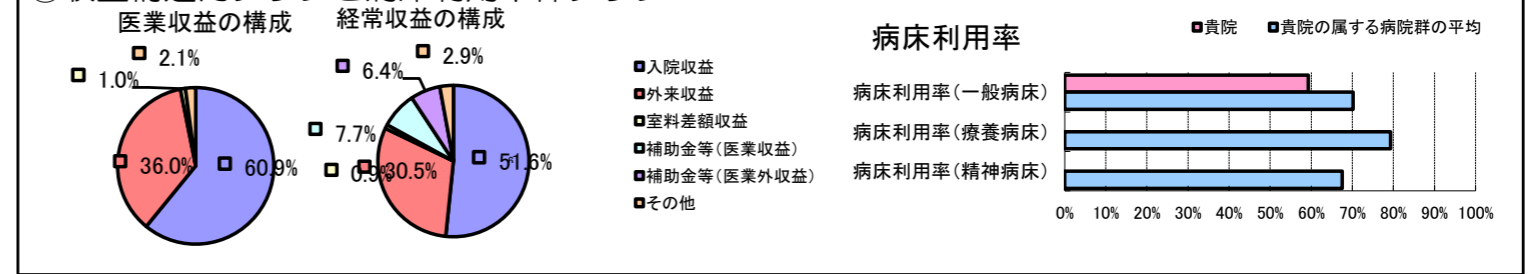 医業収益の構成
2.1%
1.0%
36.0%
60.9%
経常収益の構成
2.9%
6.4%
7.7%
0.9%
30.5%
51.6%
入院収益
外来収益
室料差額収益
補助金等(医業収益)
補助金等(医業外収益)
その他
病床利用率
貴院 貴院の属する病院群の平均
病床利用率(一般病床)
病床利用率(療養病床)
病床利用率(精神病床)
0% 10% 20% 30% 40% 50% 60% 70% 80% 90% 100%